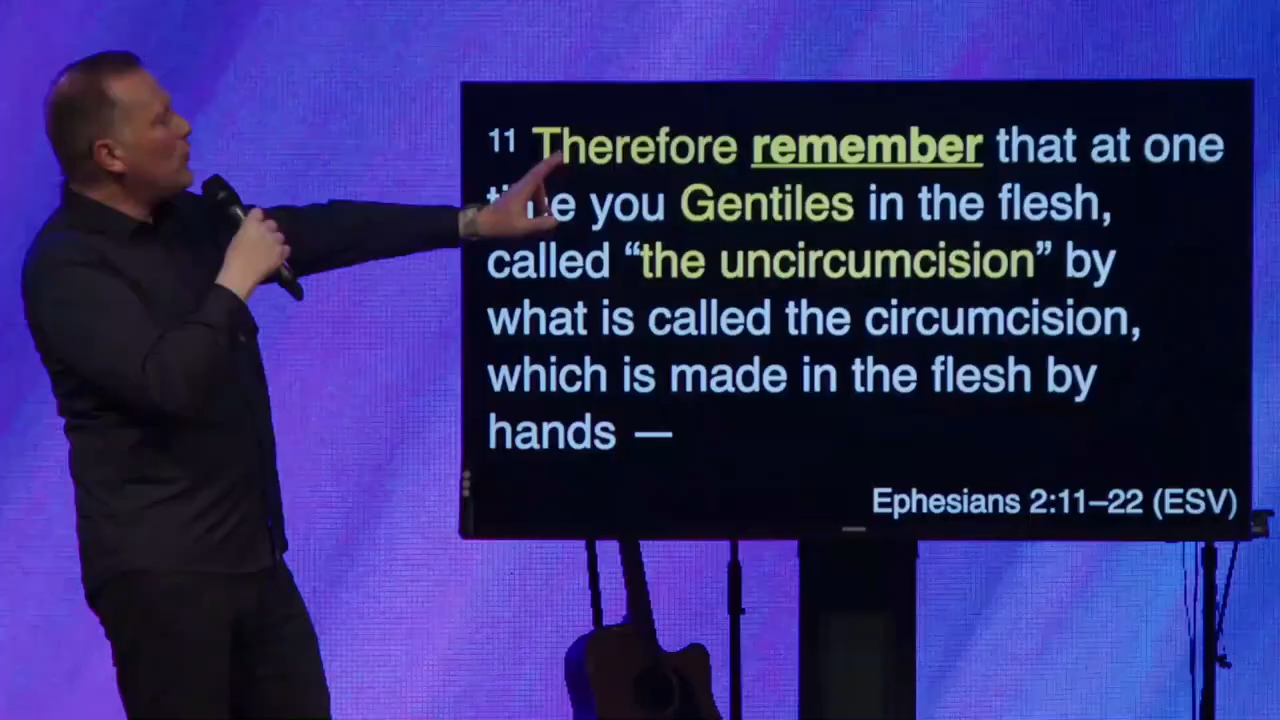 11 Therefore remember that at one
time you Gentiles in the flesh,
called “the uncircumcision” by
what is called the circumcision,
which is made in the flesh by
hands —
Ephesians 2:11–22 (ESV)